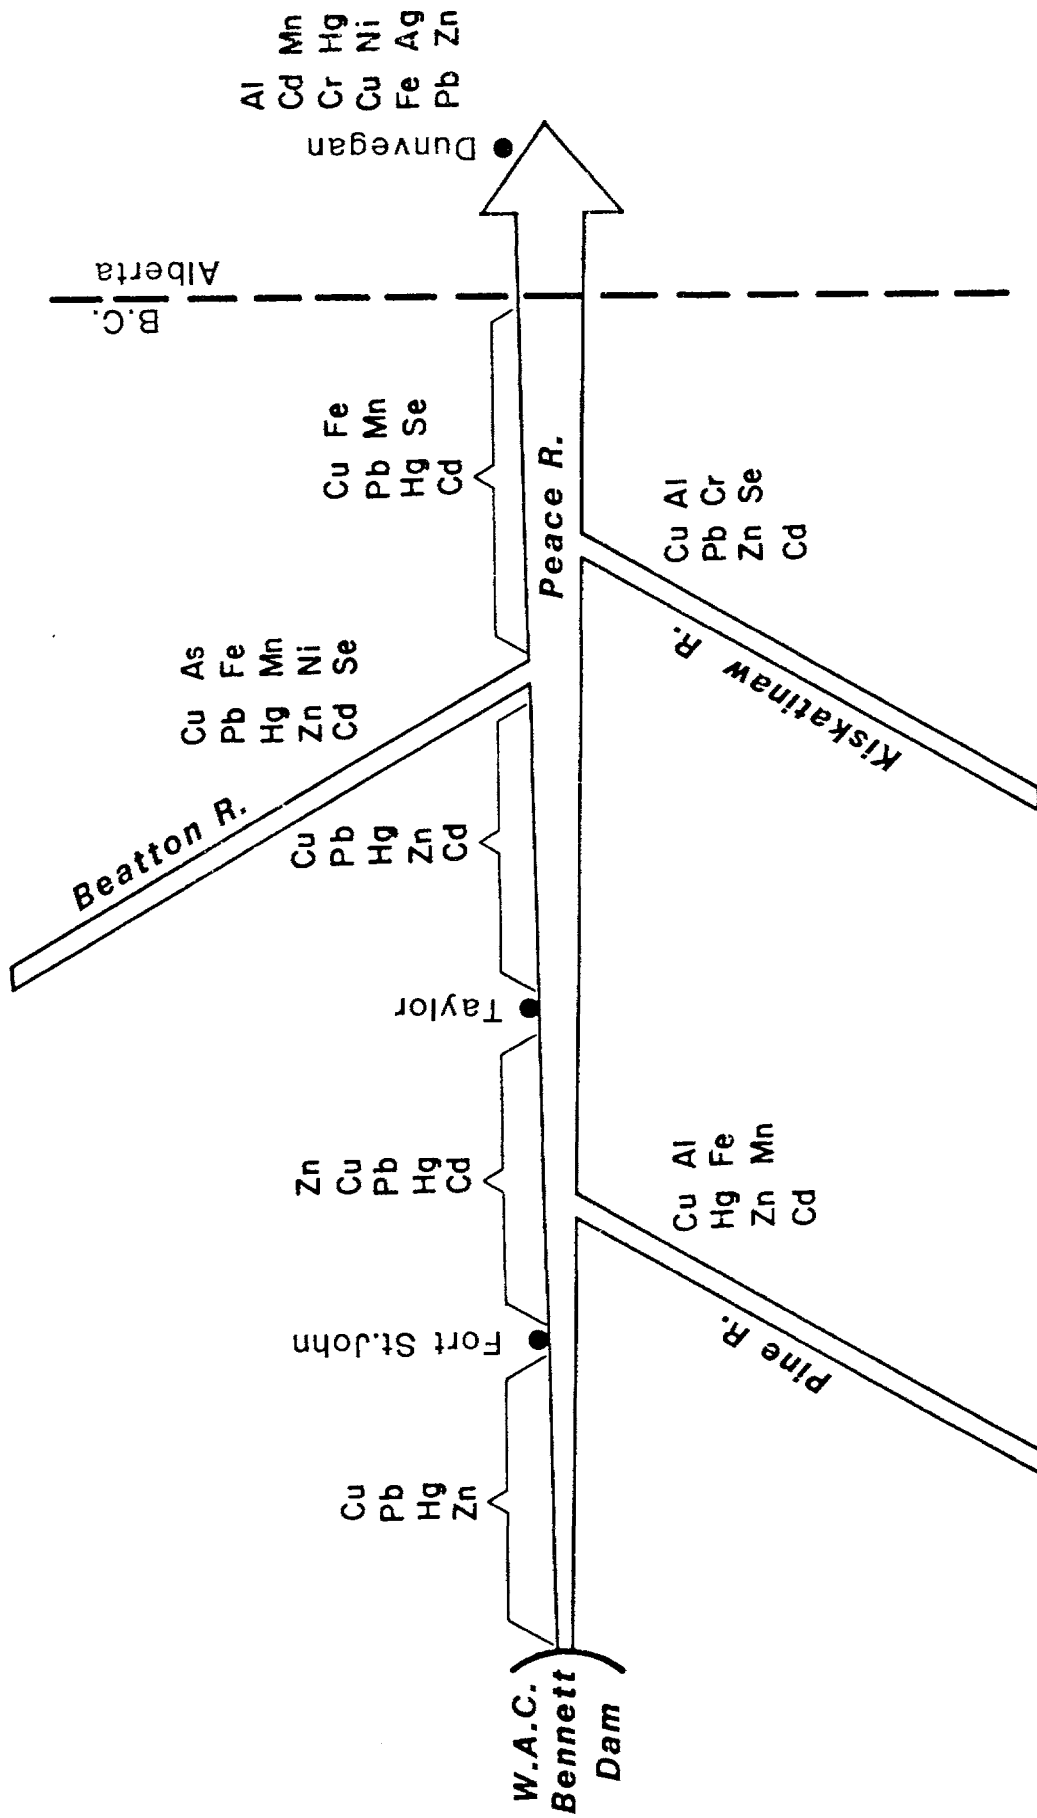 W.A.C.
Bennett
Dam
Cu
Pb
Hg
Zn
Fort St.John
Zn
Cu
Pb
Hg
Cd
Pine R.
Cu Al
Hg Fe
Zn Mn
Cd
Taylor
Cu
Pb
Hg
Zn
Cd
Beatton R.
Cu As
Pb Fe
Hg Mn
Zn Ni
Cd Se
Kiskatinaw R.
Cu Al
Pb Cr
Zn Se
Cd
Peace R.
Cu Fe
Pb Mn
Hg Se
Cd
B.C.
Alberta
Dunvegan
Al
Cd Mn
Cr Hg
Cu Ni
Fe Ag
Pb Zn